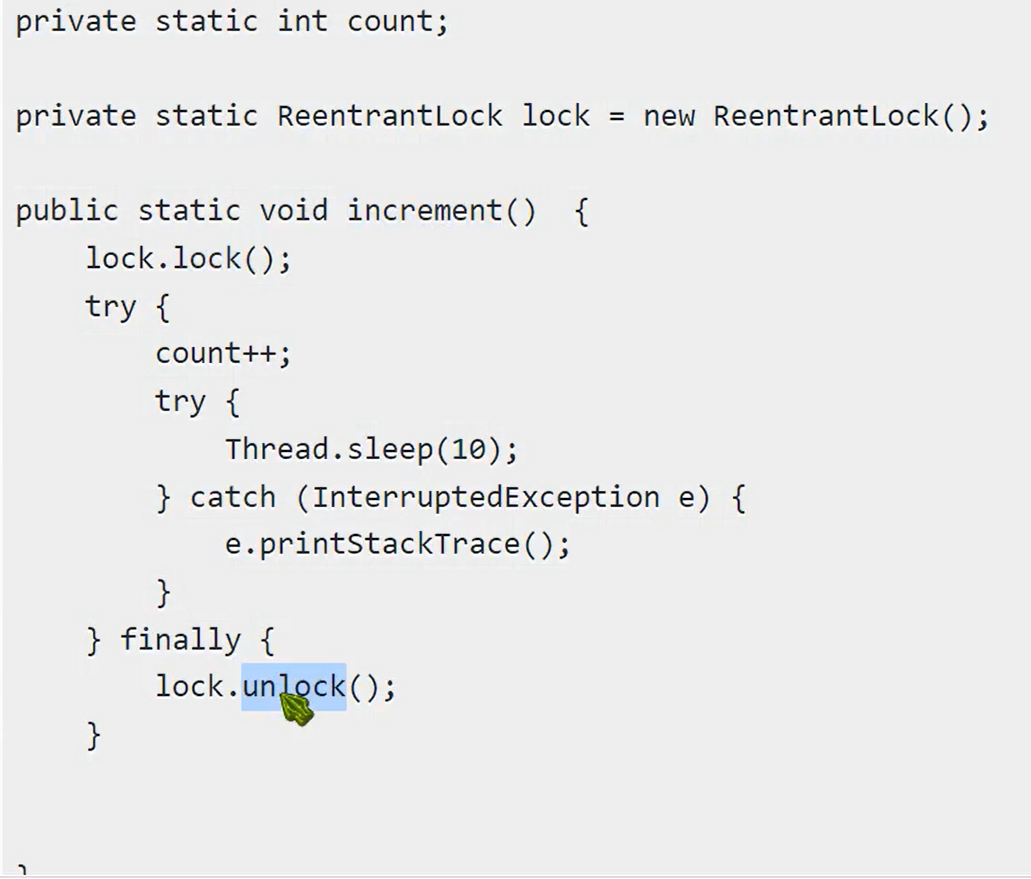 private static int count;
private static ReentrantLock lock = new ReentrantLock();
public static void increment()  {
    lock.lock();
    try {
        count++;
        try {
            Thread.sleep(10);
        } catch (InterruptedException e) {
            e.printStackTrace();
        }
    } finally {
        lock.unlock();
    }
}